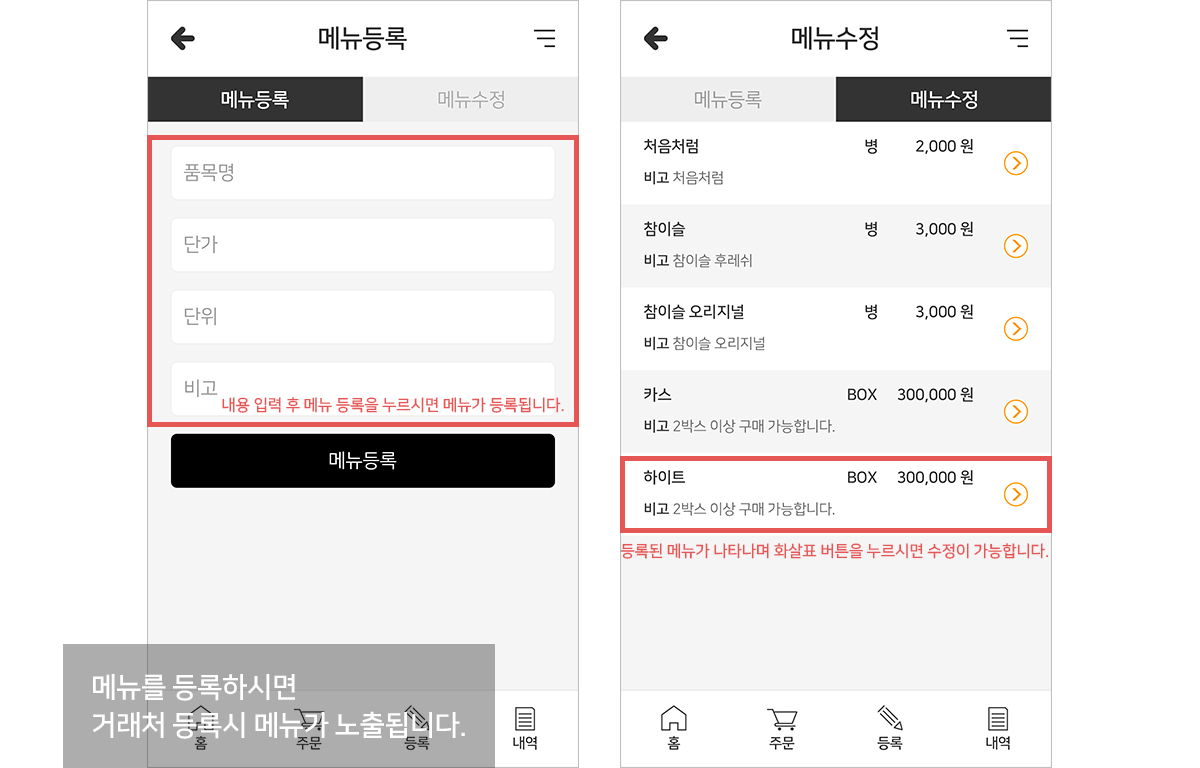 메뉴등록
메뉴등록 메뉴수정
품목명
단가
단위
비고
내용 입력 후 메뉴 등록을 누르시면 메뉴가 등록됩니다.
메뉴등록
메뉴를 등록하시면
거래처 등록시 메뉴가 노출됩니다.
홈 주문 등록 내역
메뉴수정
메뉴등록 메뉴수정
처음처럼 병 2,000 원
비고 처음처럼
참이슬 병 3,000 원
비고 참이슬 후레쉬
참이슬 오리지널 병 3,000 원
비고 참이슬 오리지널
카스 BOX 300,000 원
비고 2박스 이상 구매 가능합니다.
하이트 BOX 300,000 원
비고 2박스 이상 구매 가능합니다.
등록된 메뉴가 나타나며 화살표 버튼을 누르시면 수정이 가능합니다.
홈 주문 등록 내역